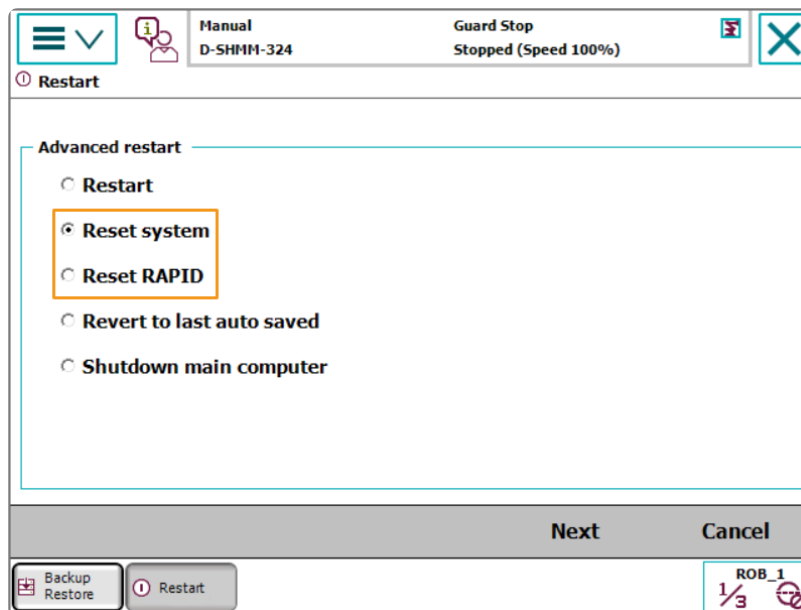 Manual
D-SHMM-324
Guard Stop
Stopped (Speed 100%)
Restart
Advanced restart
Restart
Reset system
Reset RAPID
Revert to last auto saved
Shutdown main computer
Next Cancel
Backup
Restore
Restart
ROB_1
1/3